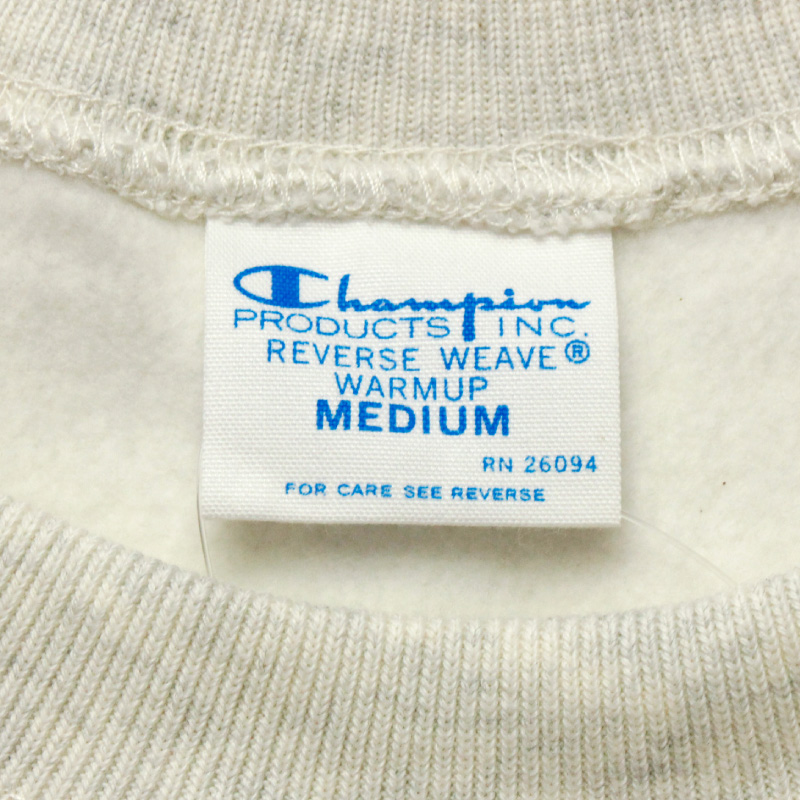 Champion
PRODUCTS INC.
REVERSE WEAVE®
WARMUP
MEDIUM
RN 26094
FOR CARE SEE REVERSE